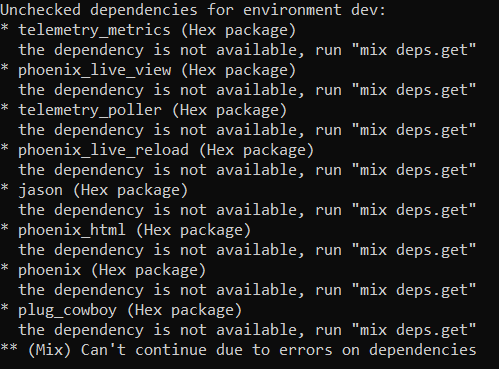 Unchecked dependencies for environment dev:
* telemetry_metrics (Hex package)
  the dependency is not available, run "mix deps.get"
* phoenix_live_view (Hex package)
  the dependency is not available, run "mix deps.get"
* telemetry_poller (Hex package)
  the dependency is not available, run "mix deps.get"
* phoenix_live_reload (Hex package)
  the dependency is not available, run "mix deps.get"
* jason (Hex package)
  the dependency is not available, run "mix deps.get"
* phoenix_html (Hex package)
  the dependency is not available, run "mix deps.get"
* phoenix (Hex package)
  the dependency is not available, run "mix deps.get"
* plug_cowboy (Hex package)
  the dependency is not available, run "mix deps.get"
** (Mix) Can't continue due to errors on dependencies